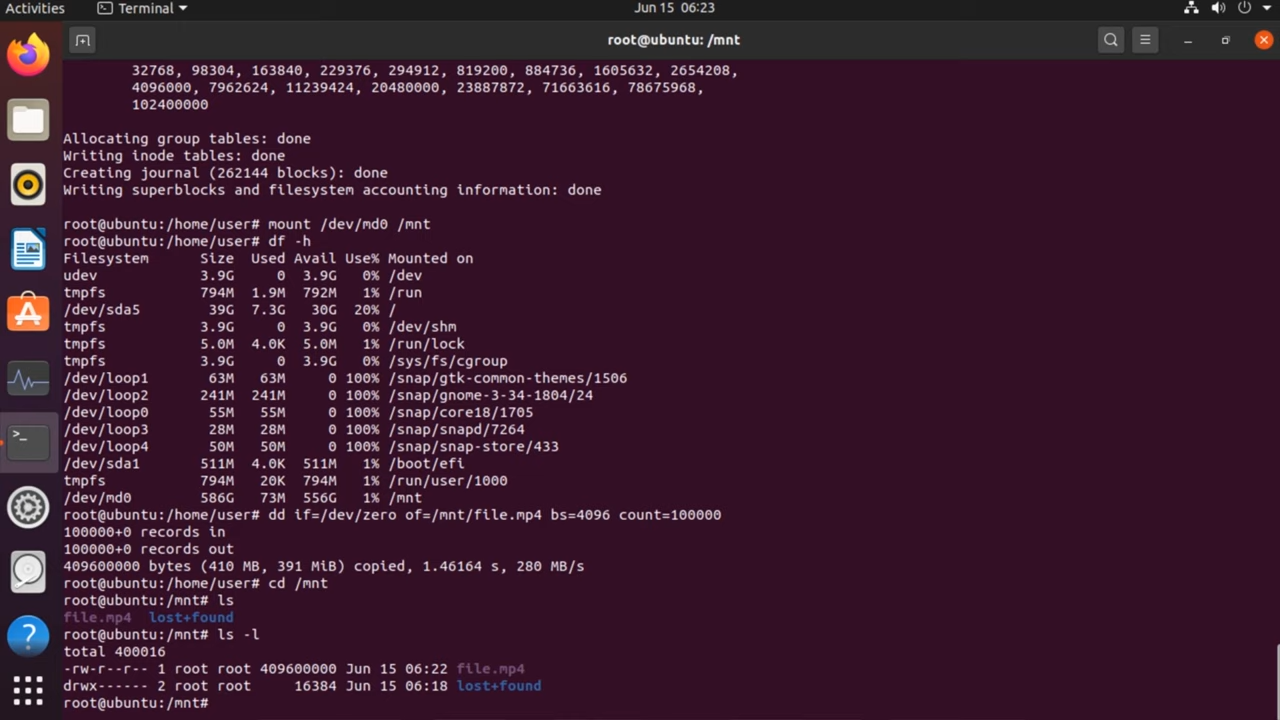 Activities Terminal Jun 15 06:23
root@ubuntu: /mnt
32768, 98304, 163840, 229376, 294912, 819200, 884736, 1605632, 2654208,
4096000, 7962624, 11239424, 20480000, 23887872, 71663616, 78675968,
102400000
Allocating group tables: done
Writing inode tables: done
Creating journal (262144 blocks): done
Writing superblocks and filesystem accounting information: done
root@ubuntu:/home/user# mount /dev/md0 /mnt
root@ubuntu:/home/user# df -h
Filesystem Size Used Avail Use% Mounted on
udev 3.9G 0 3.9G 0% /dev
tmpfs 794M 1.9M 792M 1% /run
/dev/sda5 39G 7.3G 30G 20% /
tmpfs 3.9G 0 3.9G 0% /dev/shm
tmpfs 5.0M 4.0K 5.0M 1% /run/lock
tmpfs 3.9G 0 3.9G 0% /sys/fs/cgroup
/dev/loop1 63M 63M 0 100% /snap/gtk-common-themes/1506
/dev/loop2 241M 241M 0 100% /snap/gnome-3-34-1804/24
/dev/loop0 55M 55M 0 100% /snap/core18/1705
/dev/loop3 28M 28M 0 100% /snap/snapd/7264
/dev/loop4 50M 50M 0 100% /snap/snap-store/433
/dev/sda1 511M 4.0K 511M 1% /boot/efi
tmpfs 794M 20K 794M 1% /run/user/1000
/dev/md0 586G 73M 556G 1% /mnt
root@ubuntu:/home/user# dd if=/dev/zero of=/mnt/file.mp4 bs=4096 count=100000
100000+0 records in
100000+0 records out
409600000 bytes (410 MB, 391 MiB) copied, 1.46164 s, 280 MB/s
root@ubuntu:/home/user# cd /mnt
root@ubuntu:/mnt# ls
file.mp4 lost+found
root@ubuntu:/mnt# ls -l
total 400016
-rw-r--r-- 1 root root 409600000 Jun 15 06:22 file.mp4
drwx------ 2 root root 16384 Jun 15 06:18 lost+found
root@ubuntu:/mnt#